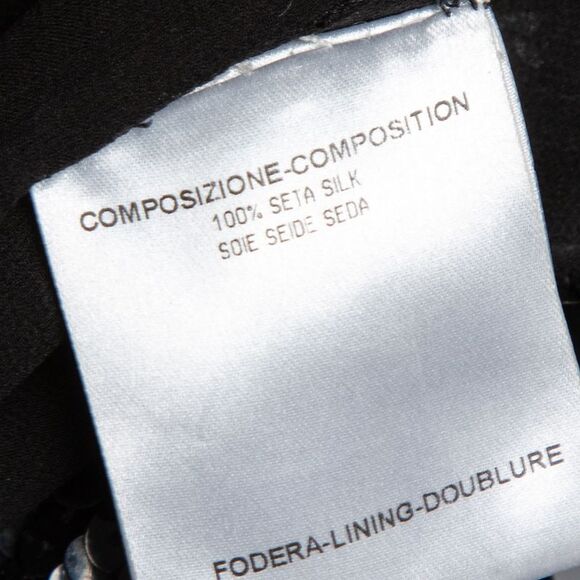 COMPOSIZIONE-COMPOSITION
100% SETA SILK
SOIE SEIDE SEDA
FODERA-LINING-DOUBLURE